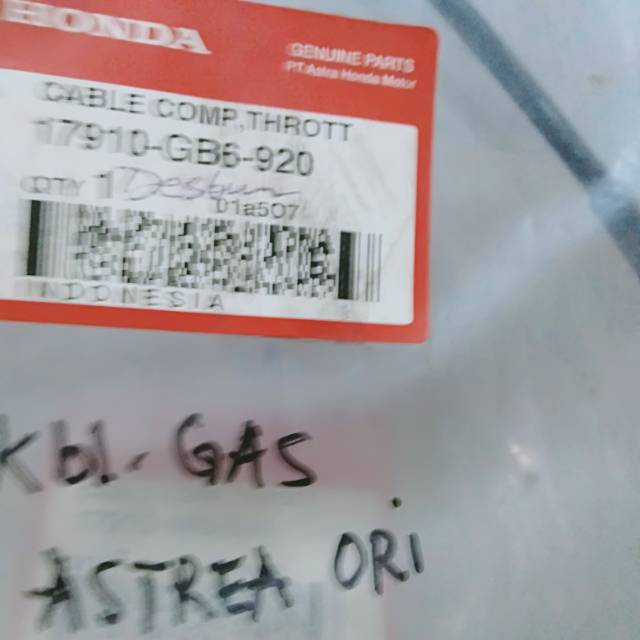 HONDA
GENUINE PARTS
PT Astra Honda Motor
CABLE COMP,THROTT
17910-GB6-920
QTY 1
01a507
INDONESIA
Kbl. GAS
ASTREA ORI